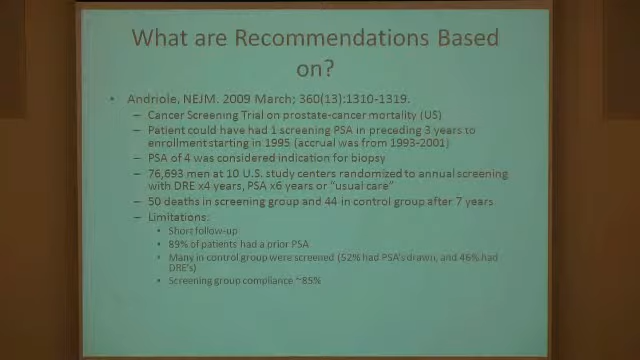 What are Recommendations Based
on?
• Andriole, NEJM. 2009 March; 360(13):1310-1319.
– Cancer Screening Trial on prostate-cancer mortality (US)
– Patient could have had 1 screening PSA in preceding 3 years to
enrollment starting in 1995 (accrual was from 1993-2001)
– PSA of 4 was considered indication for biopsy
– 76,693 men at 10 U.S. study centers randomized to annual screening
with DRE x4 years, PSA x6 years or "usual care"
– 50 deaths in screening group and 44 in control group after 7 years
– Limitations:
• Short follow-up
• 89% of patients had a prior PSA
• Many in control group were screened (52% had PSA's drawn, and 46% had
DRE's)
• Screening group compliance ~85%